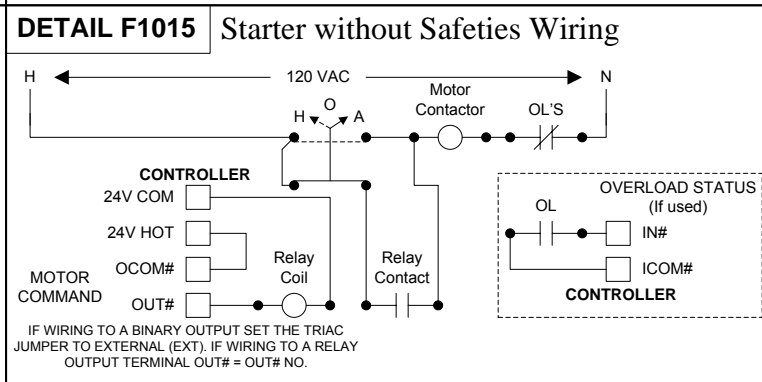 DETAIL F1015
Starter without Safeties Wiring
H
120 VAC
N
H
O
A
Motor
Contactor
OL'S
CONTROLLER
24V COM
24V HOT
OCOM#
MOTOR
COMMAND
OUT#
Relay
Coil
Relay
Contact
OVERLOAD STATUS
(If used)
OL
IN#
ICOM#
CONTROLLER
IF WIRING TO A BINARY OUTPUT SET THE TRIAC
JUMPER TO EXTERNAL (EXT). IF WIRING TO A RELAY
OUTPUT TERMINAL OUT# = OUT# NO.